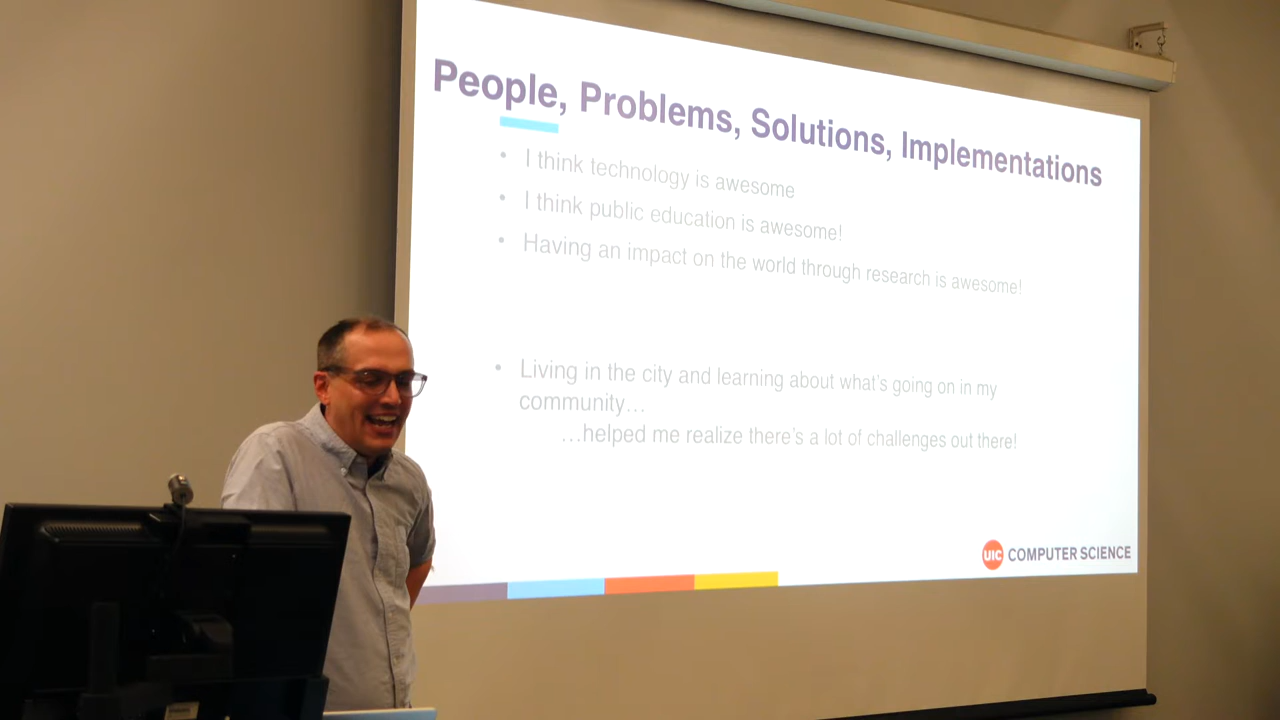 People, Problems, Solutions, Implementations
• I think technology is awesome
• I think public education is awesome!
• Having an impact on the world through research is awesome!
• Living in the city and learning about what's going on in my
community…
…helped me realize there's a lot of challenges out there!
UIC COMPUTER SCIENCE